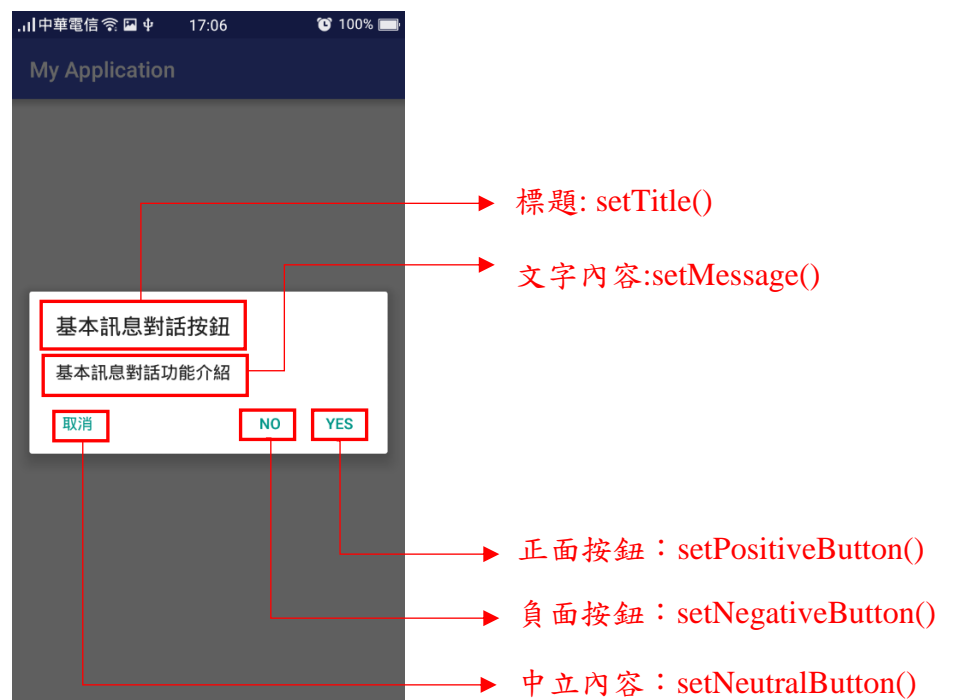 中華電信 17:06 100%
My Application
標題: setTitle()
文字內容:setMessage()
基本訊息對話按鈕
基本訊息對話功能介紹
取消 NO YES
正面按鈕：setPositiveButton()
負面按鈕：setNegativeButton()
中立內容：setNeutralButton()